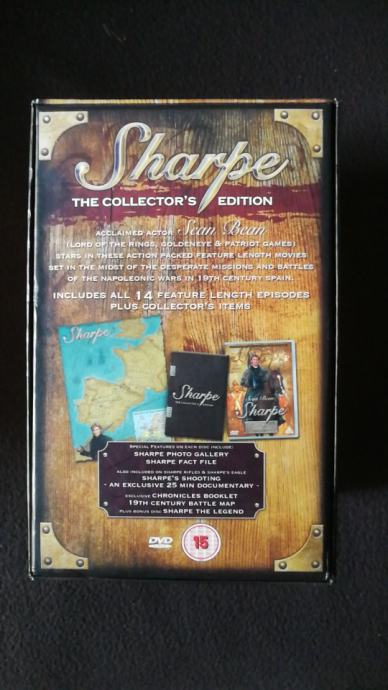 Sharpe
THE COLLECTOR'S EDITION
ACCLAIMED ACTOR Sean Bean
(LORD OF THE RINGS, GOLDENEYE & PATRIOT GAMES)
STARS IN THESE ACTION PACKED FEATURE LENGTH MOVIES
SET IN THE MIDST OF THE DESPERATE MISSIONS AND BATTLES
OF THE NAPOLEONIC WARS IN 19TH CENTURY SPAIN.
INCLUDES ALL 14 FEATURE LENGTH EPISODES
PLUS COLLECTOR'S ITEMS
Sharpe
Sharpe
Sean Bean
Sharpe
SPECIAL FEATURES ON EACH DISC INCLUDE:
SHARPE PHOTO GALLERY
SHARPE FACT FILE
ALSO INCLUDED ON SHARPE RIFLES & SHARPE'S EAGLE
SHARPE'S SHOOTING
- AN EXCLUSIVE 25 MIN DOCUMENTARY -
EXCLUSIVE CHRONICLES BOOKLET
19TH CENTURY BATTLE MAP
PLUS BONUS DISC SHARPE THE LEGEND
DVD
15